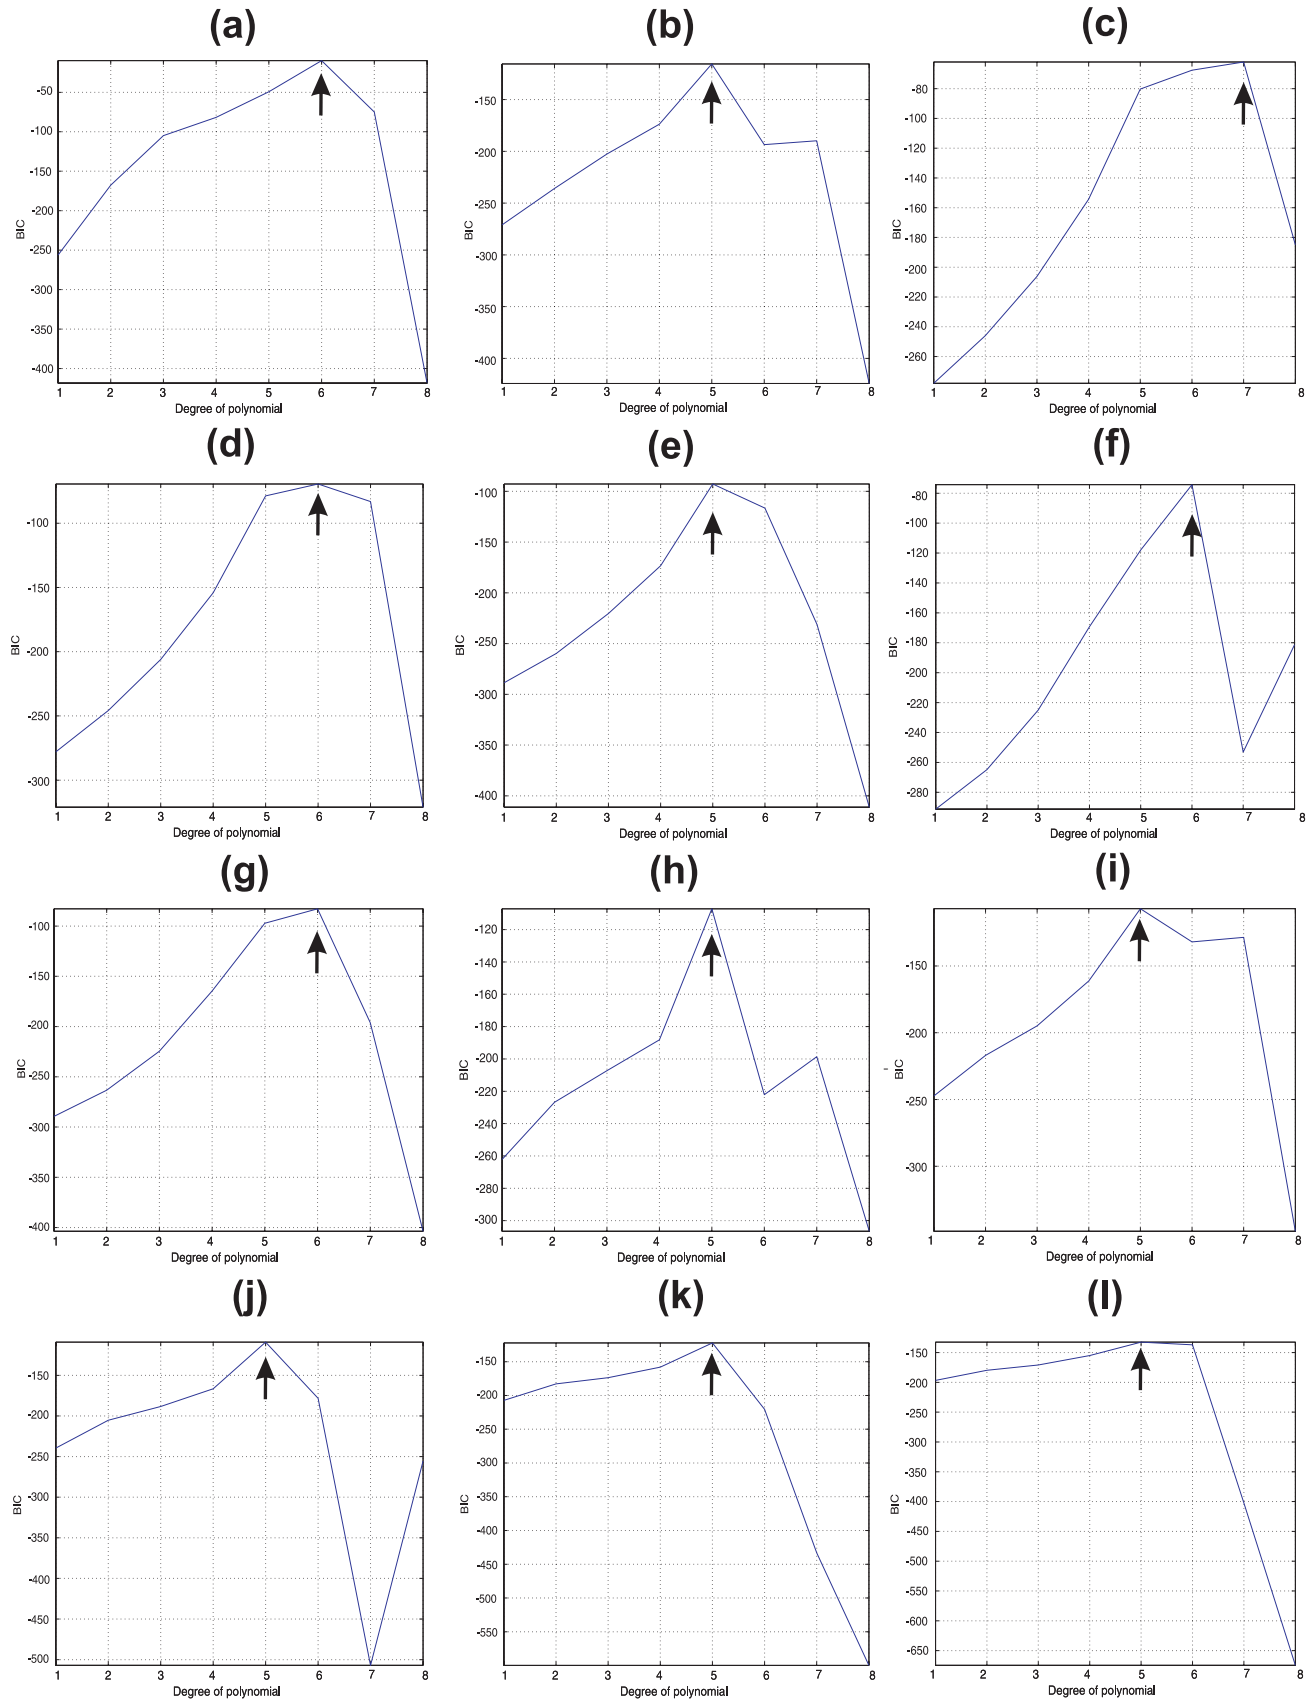 (a) (b) (c)
-50
-100
-150
-200
-250
-300
-350
-400
BIC
1 2 3 4 5 6 7 8
Degree of polynomial
-150
-200
-250
-300
-350
-400
BIC
1 2 3 4 5 6 7 8
Degree of polynomial
-80
-100
-120
-140
-160
-180
-200
-220
-240
-260
BIC
1 2 3 4 5 6 7 8
Degree of polynomial
(d) (e) (f)
-100
-150
-200
-250
-300
BIC
1 2 3 4 5 6 7 8
Degree of polynomial
-100
-150
-200
-250
-300
-350
-400
BIC
1 2 3 4 5 6 7 8
Degree of polynomial
-80
-100
-120
-140
-160
-180
-200
-220
-240
-260
-280
BIC
1 2 3 4 5 6 7 8
Degree of polynomial
(g) (h) (i)
-100
-150
-200
-250
-300
-350
-400
BIC
1 2 3 4 5 6 7 8
Degree of polynomial
-120
-140
-160
-180
-200
-220
-240
-260
-280
-300
BIC
1 2 3 4 5 6 7 8
Degree of polynomial
-150
-200
-250
-300
BIC
1 2 3 4 5 6 7 8
Degree of polynomial
(j) (k) (l)
-150
-200
-250
-300
-350
-400
-450
-500
BIC
1 2 3 4 5 6 7 8
Degree of polynomial
-150
-200
-250
-300
-350
-400
-450
-500
-550
BIC
1 2 3 4 5 6 7 8
Degree of polynomial
-150
-200
-250
-300
-350
-400
-450
-500
-550
-600
-650
BIC
1 2 3 4 5 6 7 8
Degree of polynomial